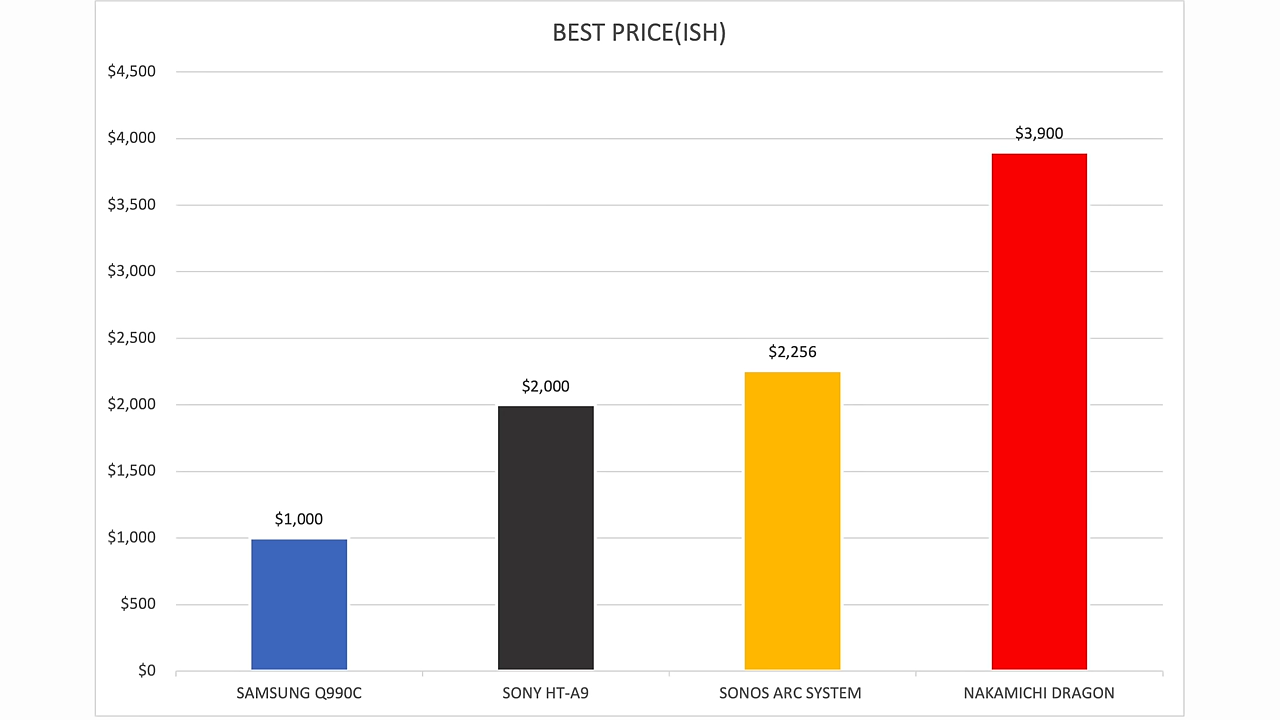 BEST PRICE(ISH)
$4,500
$4,000
$3,500
$3,000
$2,500
$2,000
$1,500
$1,000
$500
$0
$1,000
$2,000
$2,256
$3,900
SAMSUNG Q990C
SONY HT-A9
SONOS ARC SYSTEM
NAKAMICHI DRAGON